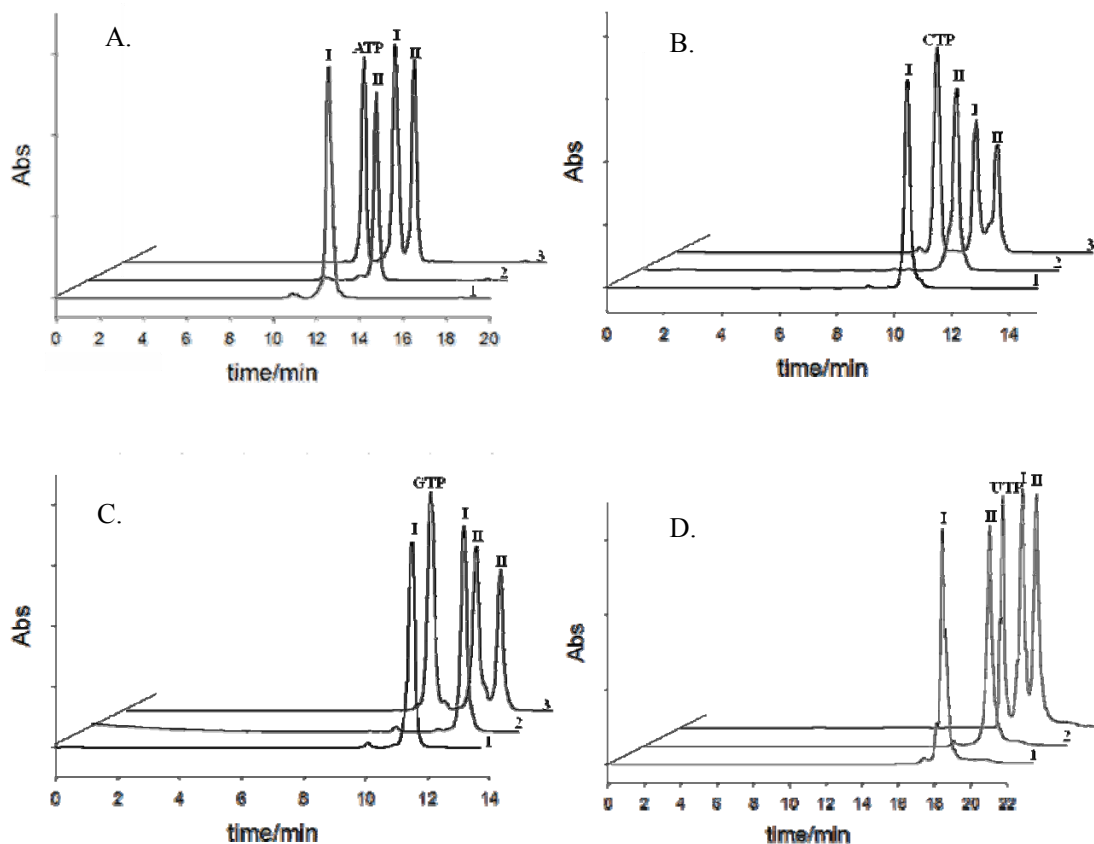 A.
I
ATP
I
II
II
Abs
3
2
1
0 2 4 6 8 10 12 14 16 18 20
time/min
B.
CTP
I
II
I
II
Abs
3
2
1
0 2 4 6 8 10 12 14
time/min
C.
GTP
I
I
II
II
Abs
3
2
1
0 2 4 6 8 10 12 14
time/min
D.
I
II
UTP
I
II
Abs
2
1
0 2 4 6 8 10 12 14 16 18 20 22
time/min